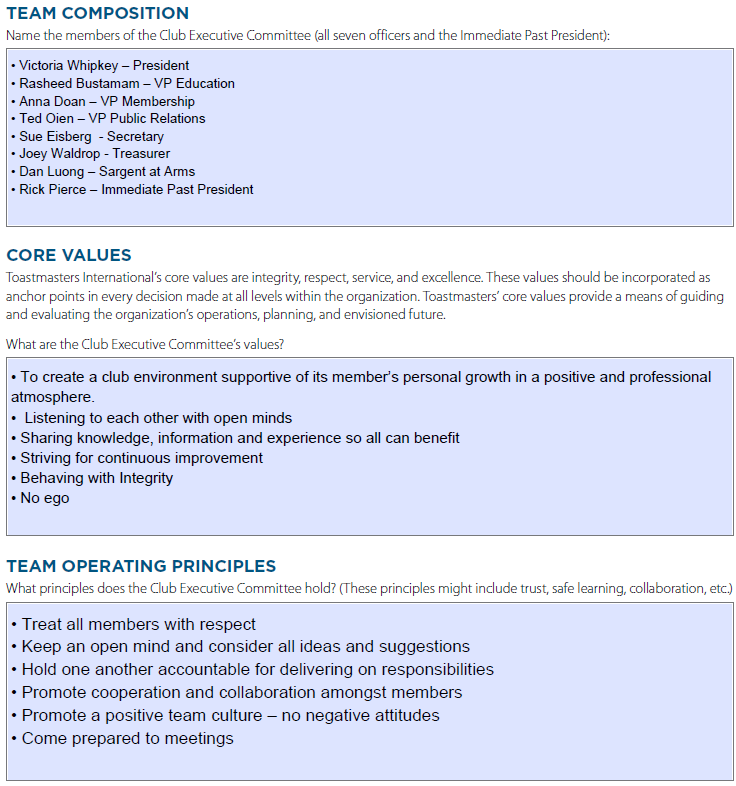 TEAM COMPOSITION
Name the members of the Club Executive Committee (all seven officers and the Immediate Past President):
• Victoria Whipkey – President
• Rasheed Bustamam – VP Education
• Anna Doan – VP Membership
• Ted Oien – VP Public Relations
• Sue Eisberg  - Secretary
• Joey Waldrop - Treasurer
• Dan Luong – Sargent at Arms
• Rick Pierce – Immediate Past President
CORE VALUES
Toastmasters International’s core values are integrity, respect, service, and excellence. These values should be incorporated as
anchor points in every decision made at all levels within the organization. Toastmasters’ core values provide a means of guiding
and evaluating the organization’s operations, planning, and envisioned future.
What are the Club Executive Committee’s values?
• To create a club environment supportive of its member’s personal growth in a positive and professional
atmosphere.
•  Listening to each other with open minds
• Sharing knowledge, information and experience so all can benefit
• Striving for continuous improvement
• Behaving with Integrity
• No ego
TEAM OPERATING PRINCIPLES
What principles does the Club Executive Committee hold? (These principles might include trust, safe learning, collaboration, etc.)
• Treat all members with respect
• Keep an open mind and consider all ideas and suggestions
• Hold one another accountable for delivering on responsibilities
• Promote cooperation and collaboration amongst members
• Promote a positive team culture – no negative attitudes
• Come prepared to meetings